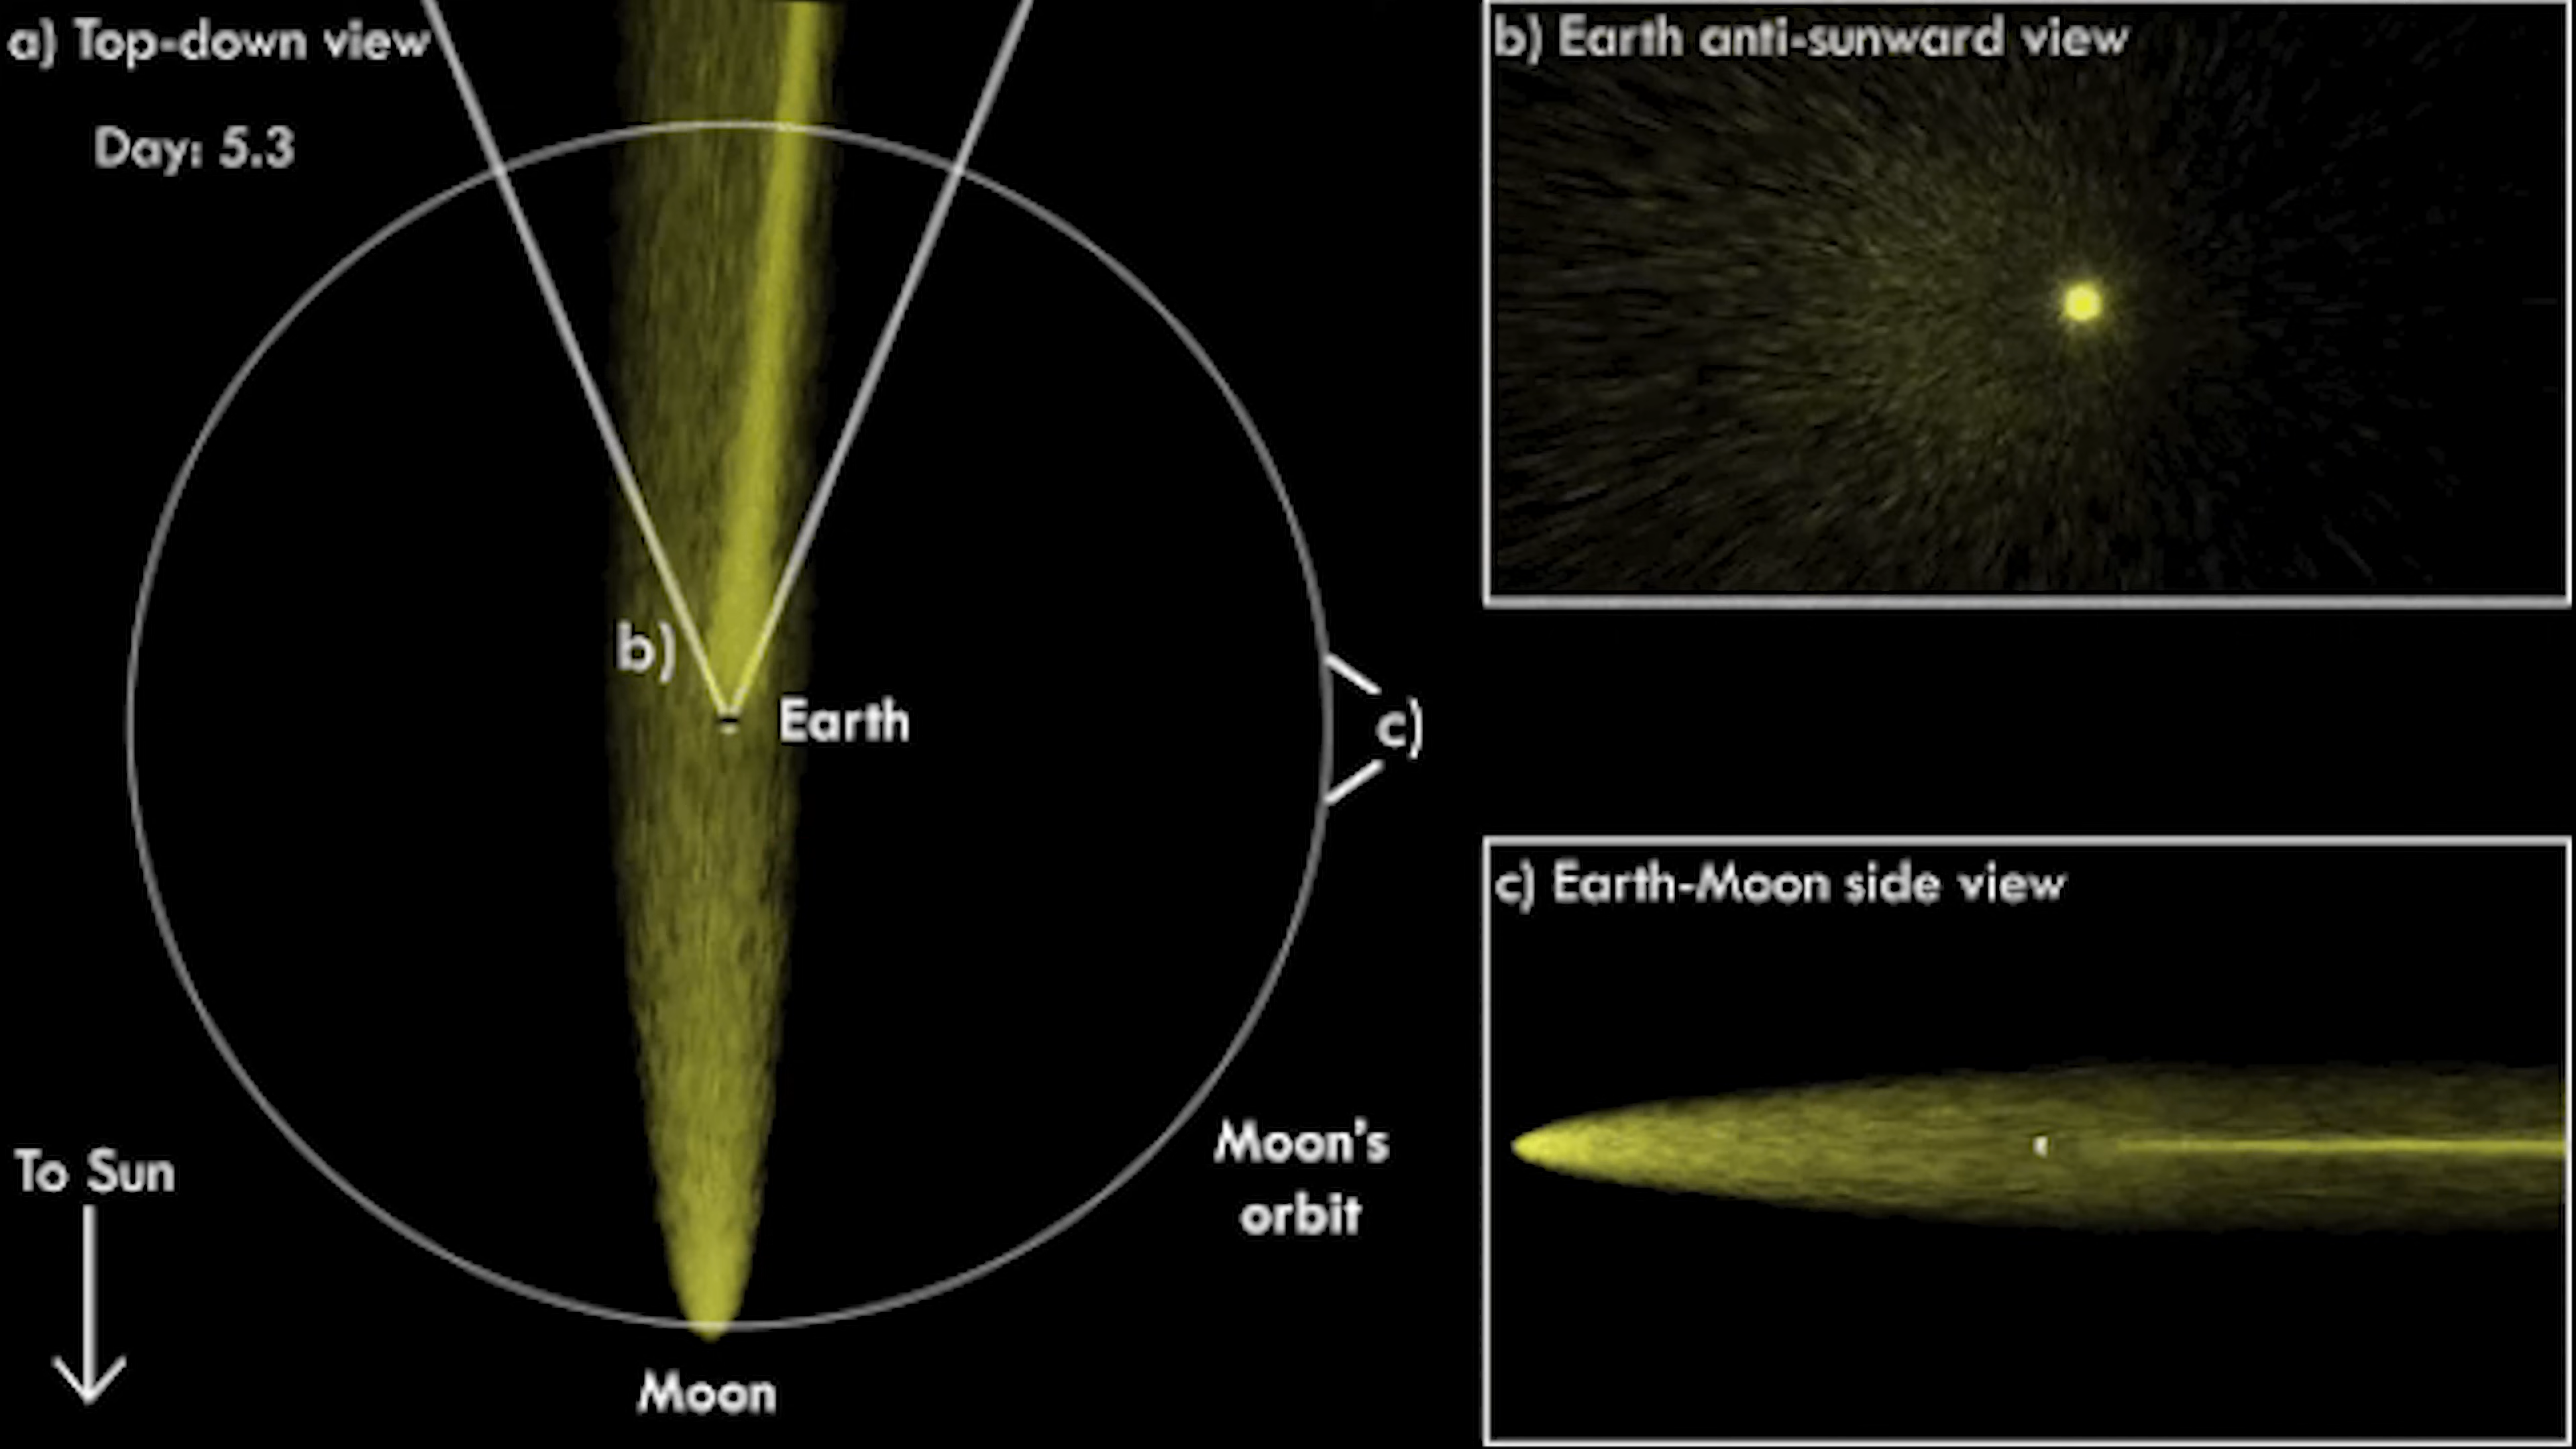 a) Top-down view
Day: 5.3
b)
Earth
c)
To Sun
Moon's
orbit
Moon
b) Earth anti-sunward view
c) Earth-Moon side view